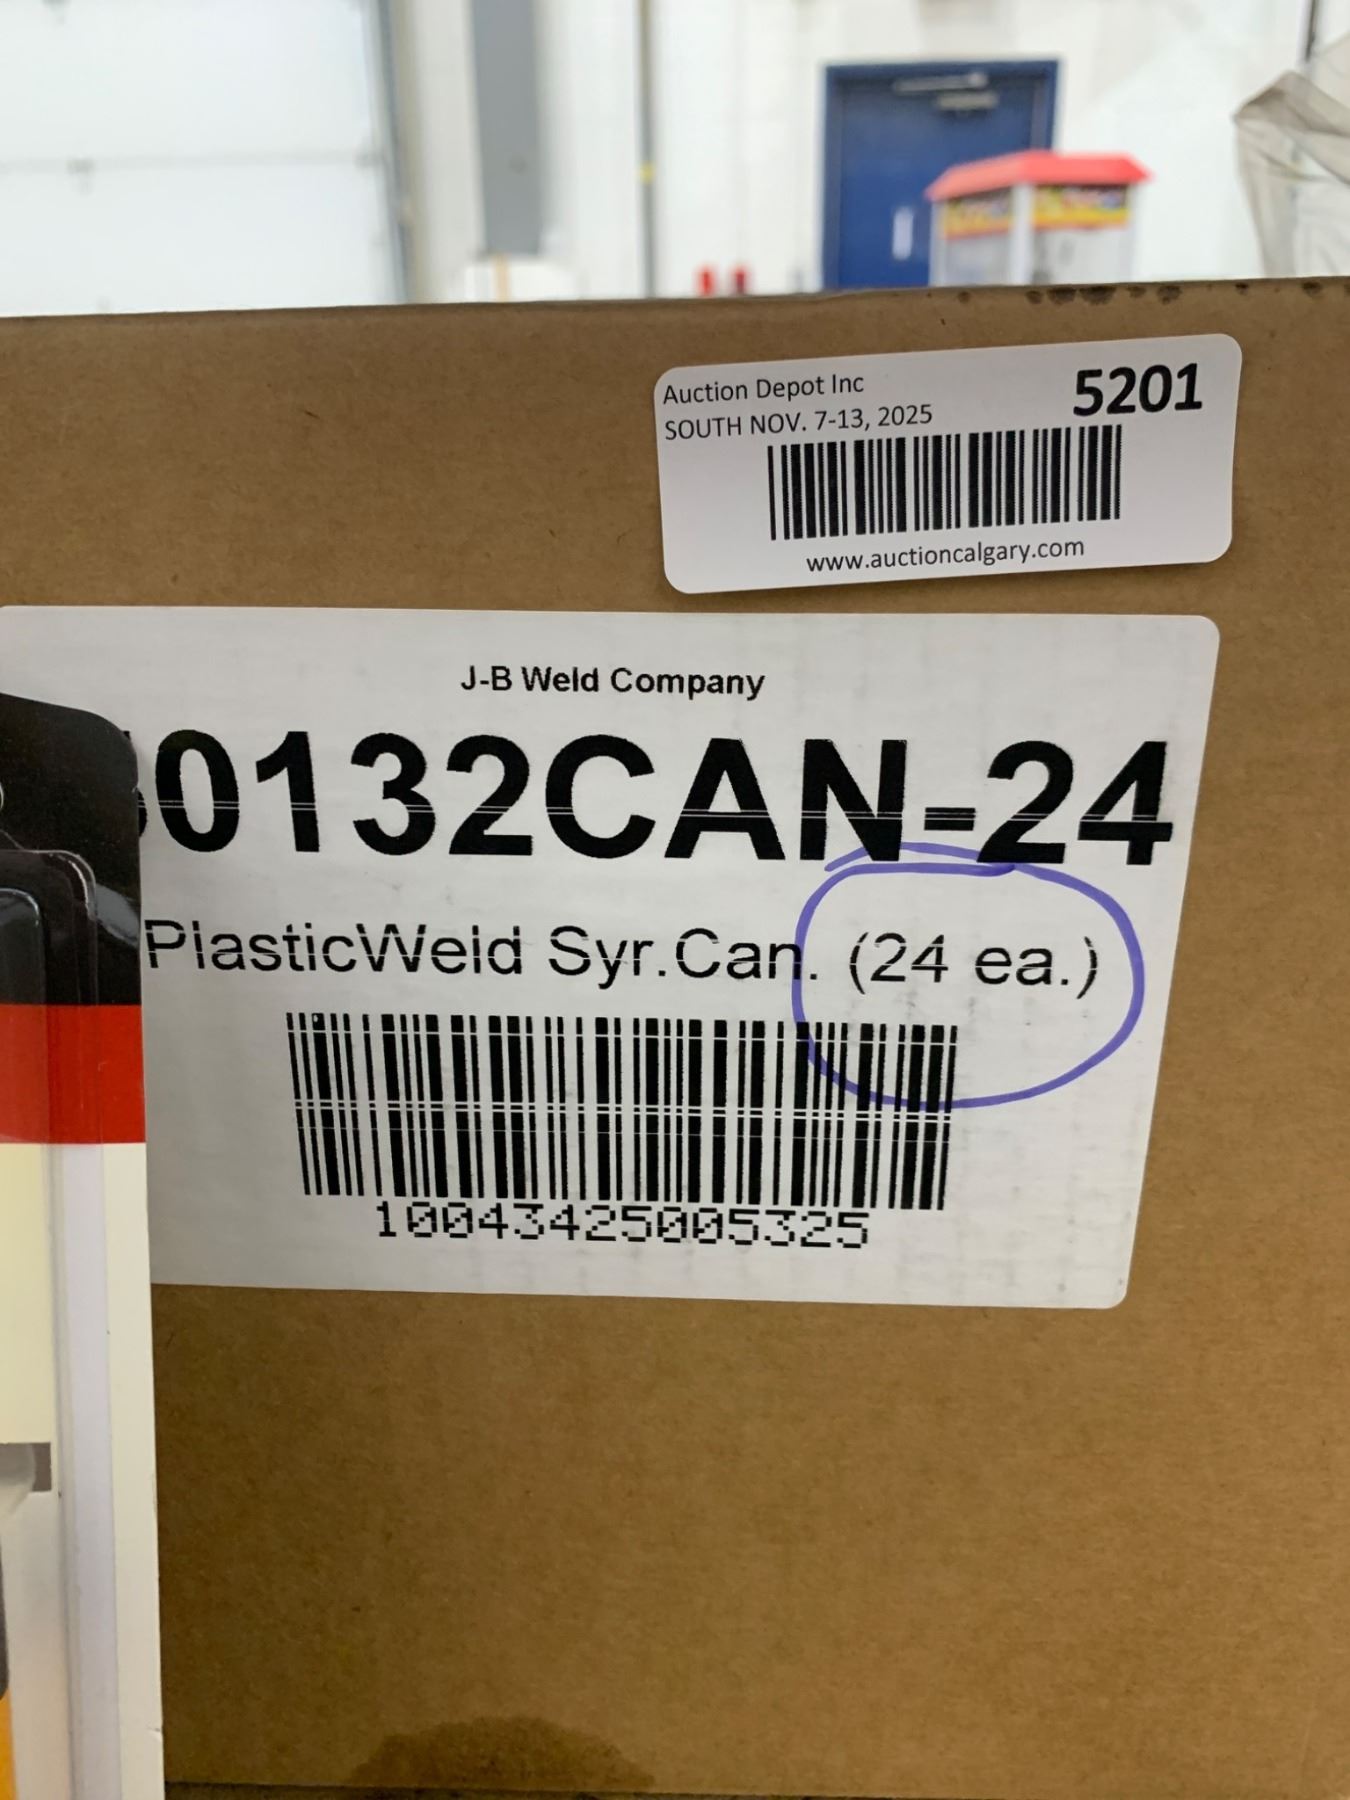 Auction Depot Inc
5201
SOUTH NOV. 7-13, 2025
www.auctioncalgary.com
J-B Weld Company
0132CAN-24
PlasticWeld Syr.Can. (24 ea.)
10043425005325